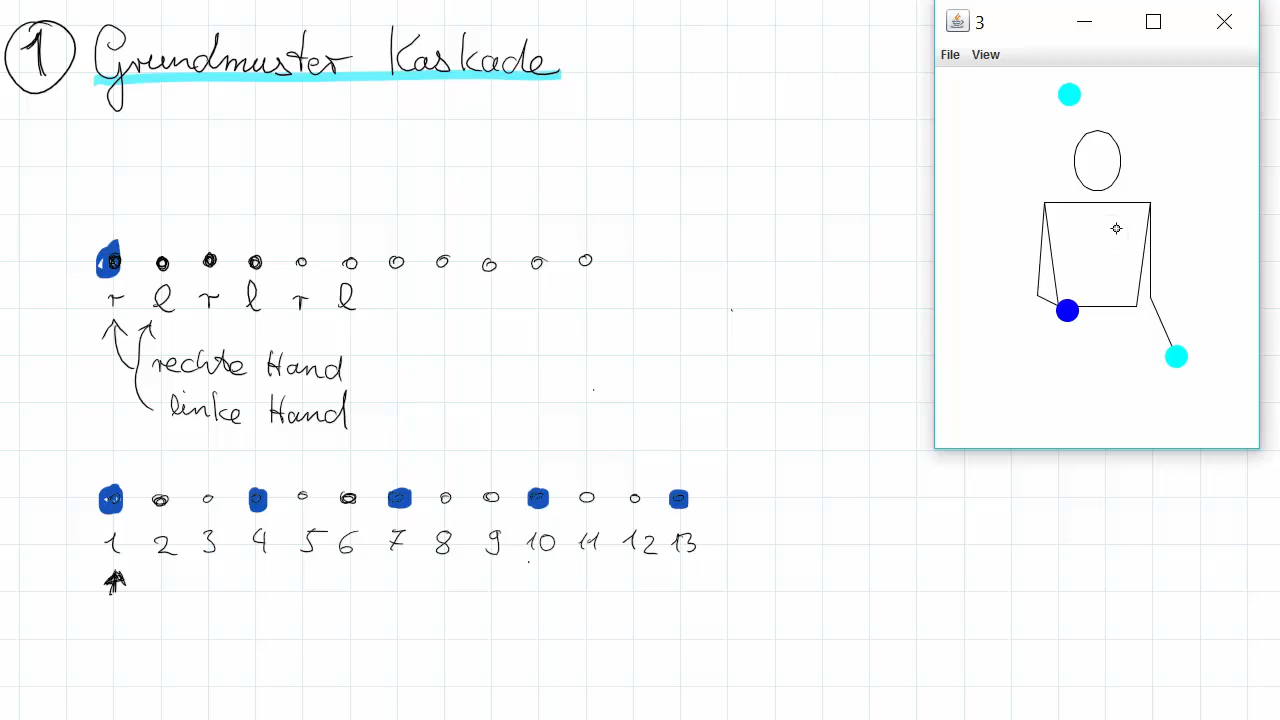 1 Grundmuster Kaskade
r l r l r l
rechte Hand
linke Hand
1 2 3 4 5 6 7 8 9 10 11 12 13
3
File View